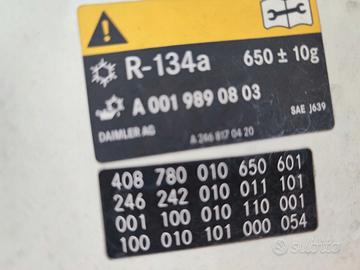 R-134a 650 ± 10g
A 001 989 08 03
SAE J639
DAIMLER AG A 246 817 04 20
408 780 010 650 601
246 242 010 011 101
001 100 010 110 001
100 010 101 000 054
subito